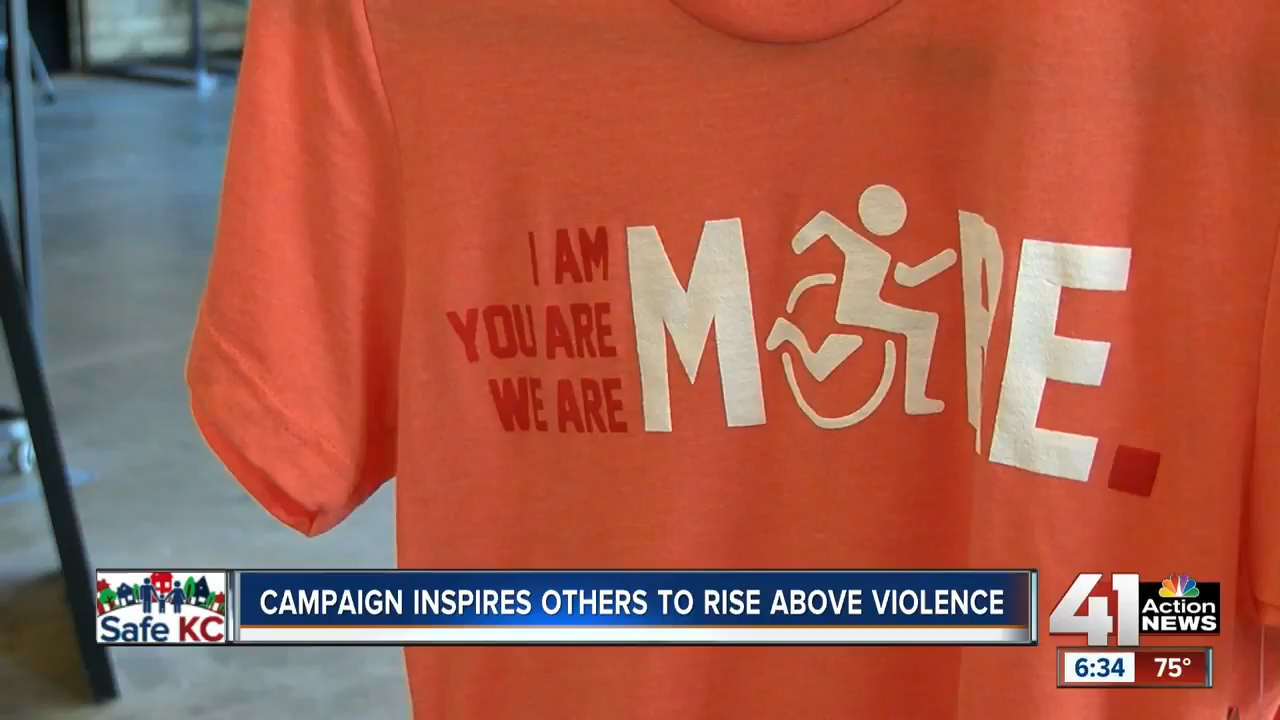 I AM
YOU ARE
WE ARE
M RE.
CAMPAIGN INSPIRES OTHERS TO RISE ABOVE VIOLENCE
Safe KC
41 Action NEWS
6:34 75°